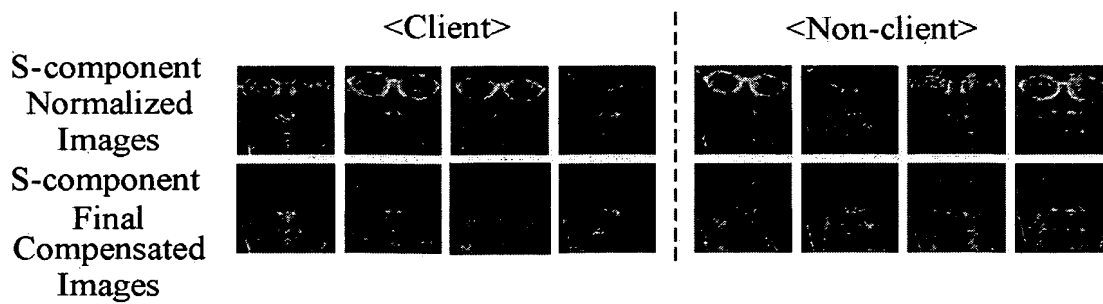 <Client>
<Non-client>
S-component
Normalized
Images
S-component
Final
Compensated
Images